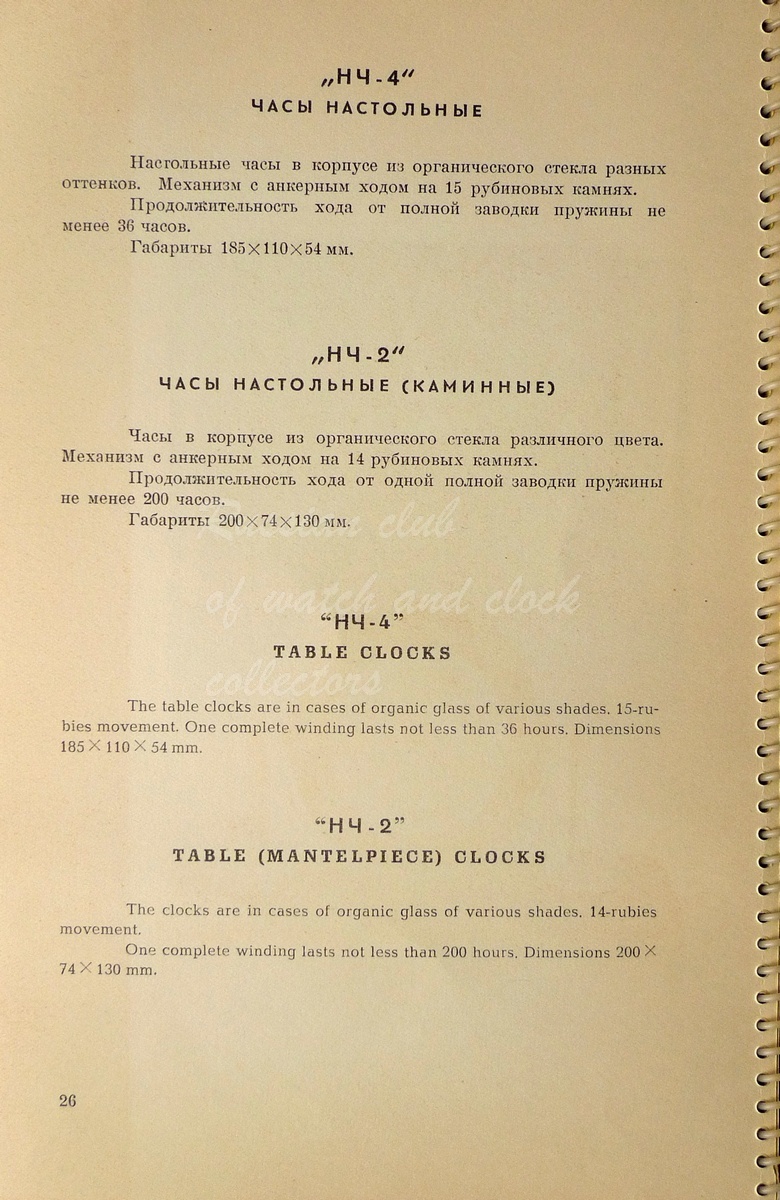 „НЧ-4“
ЧАСЫ НАСТОЛЬНЫЕ
Настольные часы в корпусе из органического стекла разных
оттенков. Механизм с анкерным ходом на 15 рубиновых камнях.
Продолжительность хода от полной заводки пружины не
менее 36 часов.
Габариты 185×110×54 мм.
„НЧ-2“
ЧАСЫ НАСТОЛЬНЫЕ (КАМИННЫЕ)
Часы в корпусе из органического стекла различного цвета.
Механизм с анкерным ходом на 14 рубиновых камнях.
Продолжительность хода от одной полной заводки пружины
не менее 200 часов.
Габариты 200×74×130 мм.
club
of watch and clock
collectors
“НЧ-4”
TABLE CLOCKS
The table clocks are in cases of organic glass of various shades. 15-ru-
bies movement. One complete winding lasts not less than 36 hours. Dimensions
185 × 110 × 54 mm.
“НЧ-2”
TABLE (MANTELPIECE) CLOCKS
The clocks are in cases of organic glass of various shades. 14-rubies
movement.
One complete winding lasts not less than 200 hours. Dimensions 200 ×
74 × 130 mm.
26